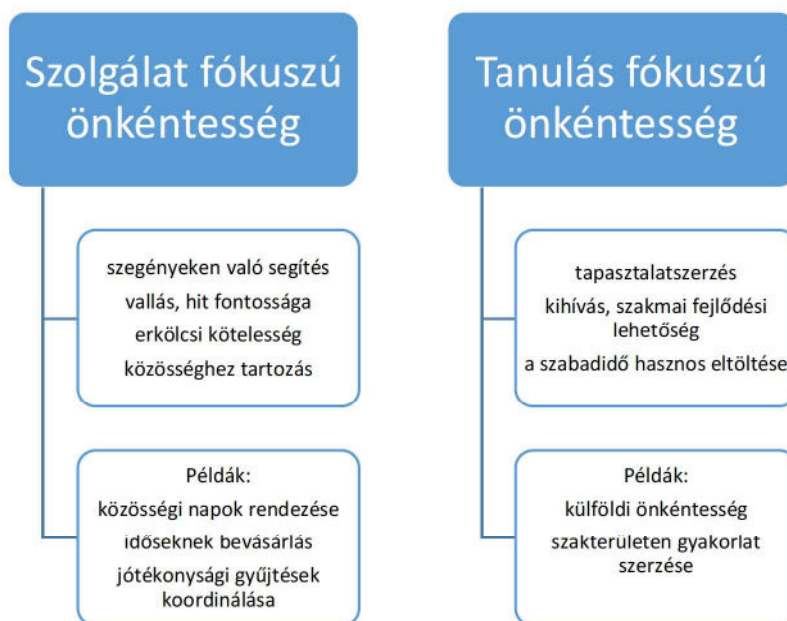 Szolgálat fókuszú
önkéntesség
szegényeken való segítés
vallás, hit fontossága
erkölcsi kötelesség
közösséghez tartozás
Példák:
közösségi napok rendezése
időseknek bevásárlás
jótékonysági gyűjtések
koordinálása
Tanulás fókuszú
önkéntesség
tapasztalatszerzés
kihívás, szakmai fejlődési
lehetőség
a szabadidő hasznos eltöltése
Példák:
külföldi önkéntesség
szakterületen gyakorlat
szerzése